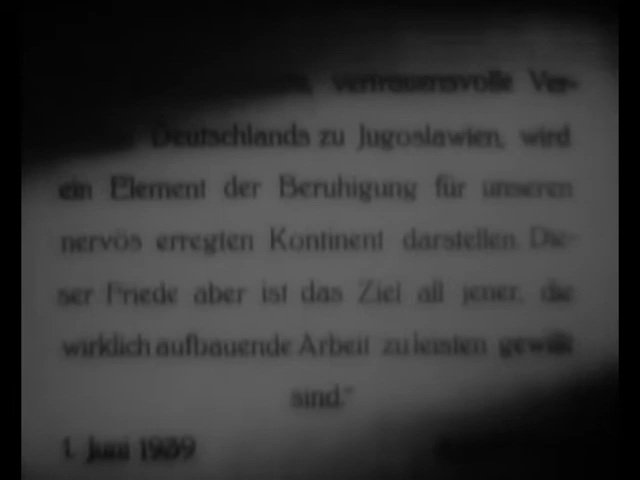 vertrauensvolle Ver-
Deutschlands zu Jugoslawien, wird
ein Element der Beruhigung für unseren
nervös erregten Kontinent darstellen. Die-
ser Friede aber ist das Ziel all jener, die
wirklich aufbauende Arbeit zu leisten gewillt
sind."
1. Juni 1939